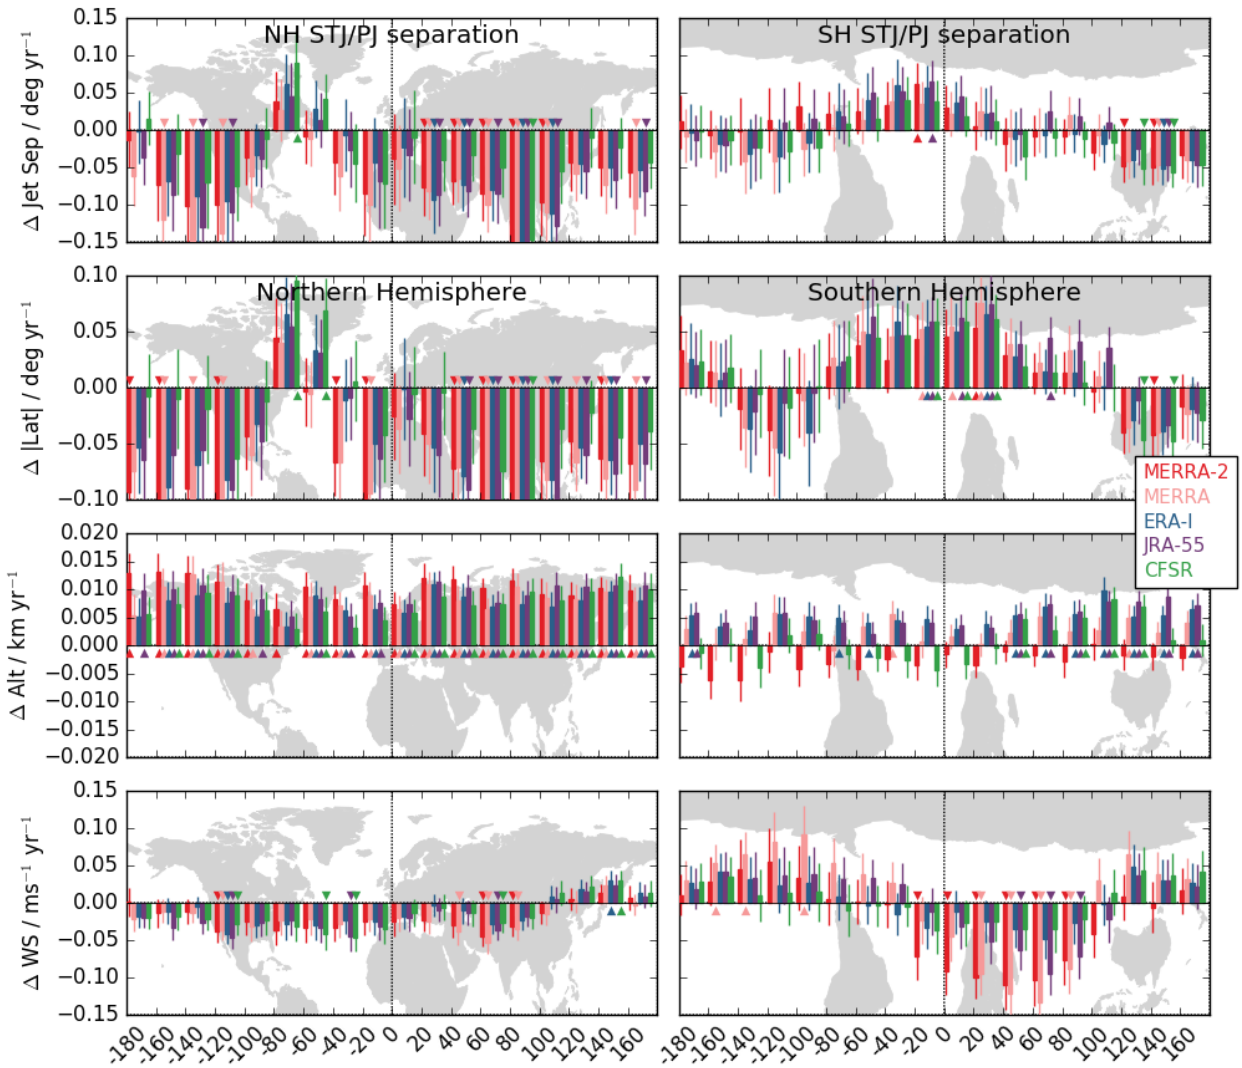 NH STJ/PJ separation
SH STJ/PJ separation
Δ Jet Sep / deg yr⁻¹
0.15
0.10
0.05
0.00
−0.05
−0.10
−0.15
Northern Hemisphere
Southern Hemisphere
Δ |Lat| / deg yr⁻¹
0.10
0.05
0.00
−0.05
−0.10
MERRA-2
MERRA
ERA-I
JRA-55
CFSR
Δ Alt / km yr⁻¹
0.020
0.015
0.010
0.005
0.000
−0.005
−0.010
−0.015
−0.020
Δ WS / ms⁻¹ yr⁻¹
0.15
0.10
0.05
0.00
−0.05
−0.10
−0.15
-180 -160 -140 -120 -100 -80 -60 -40 -20 0 20 40 60 80 100 120 140 160
-180 -160 -140 -120 -100 -80 -60 -40 -20 0 20 40 60 80 100 120 140 160